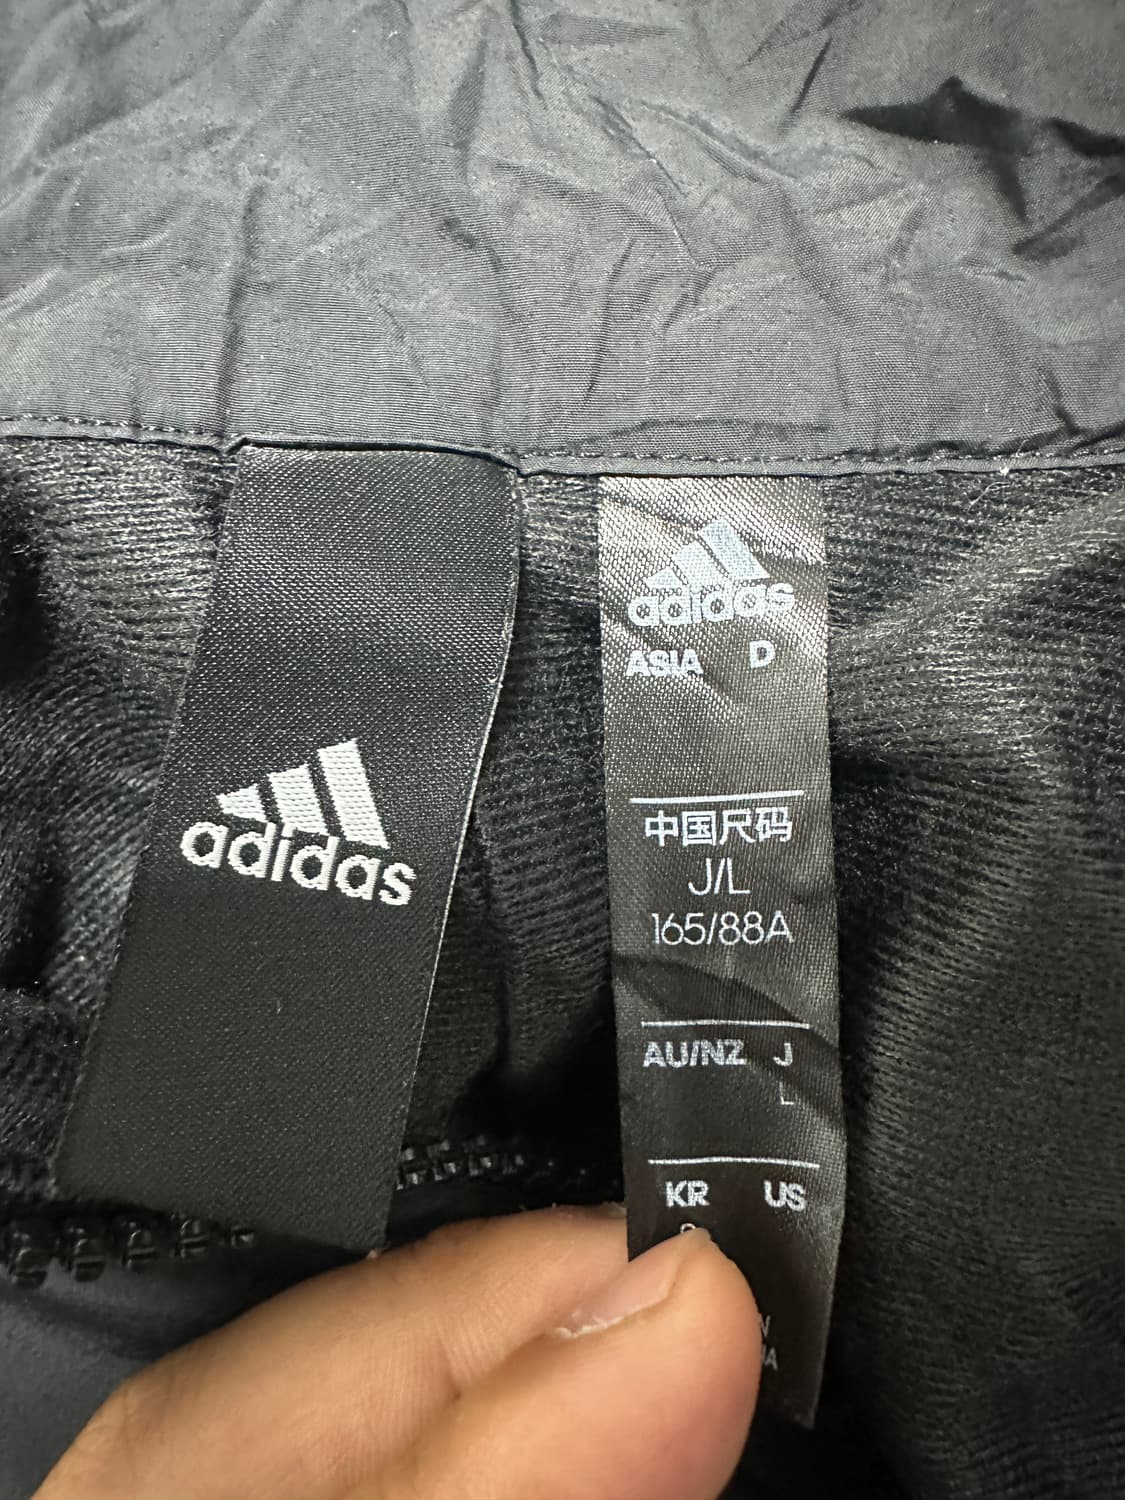 adidas
adidas
ASIA D
中国尺码
J/L
165/88A
AU/NZ J
L
KR US